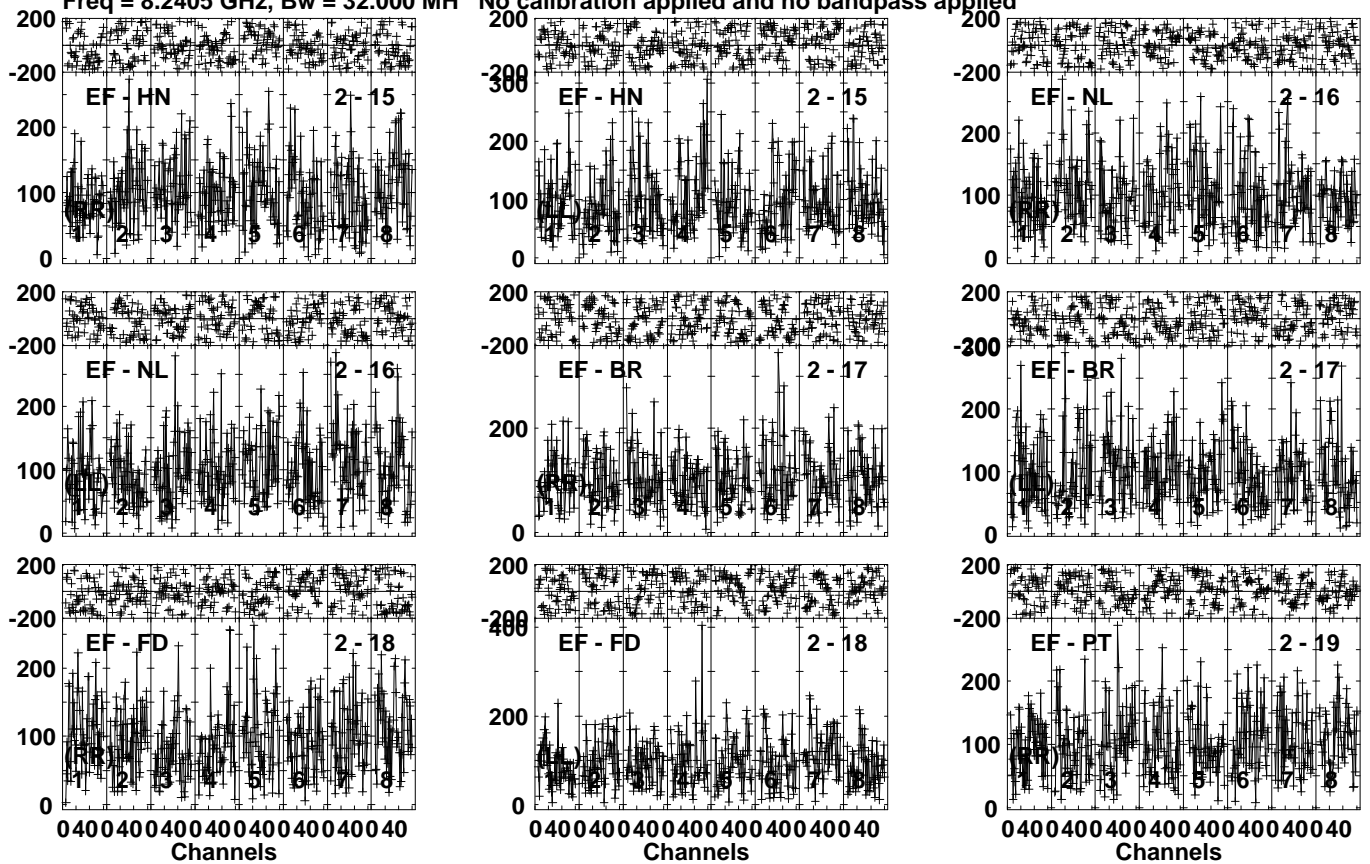 Freq = 8.2405 GHz, Bw = 32.000 MH No calibration applied and no bandpass applied
200
-200
EF - HN 2 - 15
200
100
0
(RR)
1 2 3 4 5 6 7 8
200
-200
300
EF - HN 2 - 15
200
100
0
(LL)
1 2 3 4 5 6 7 8
200
-200
EF - NL 2 - 16
200
100
0
(RR)
1 2 3 4 5 6 7 8
200
-200
EF - NL 2 - 16
200
100
0
(LL)
1 2 3 4 5 6 7 8
200
-200
EF - BR 2 - 17
200
0
(RR)
1 2 3 4 5 6 7 8
200
-200
300
EF - BR 2 - 17
200
100
0
(LL)
1 2 3 4 5 6 7 8
200
-200
EF - FD 2 - 18
200
100
0
(RR)
1 2 3 4 5 6 7 8
0 40 0 40 0 40 0 40 0 40 0 40 0 40 0 40
Channels
200
-200
400
EF - FD 2 - 18
200
0
(LL)
1 2 3 4 5 6 7 8
0 40 0 40 0 40 0 40 0 40 0 40 0 40 0 40
Channels
200
-200
EF - PT 2 - 19
200
100
0
(RR)
1 2 3 4 5 6 7 8
0 40 0 40 0 40 0 40 0 40 0 40 0 40 0 40
Channels